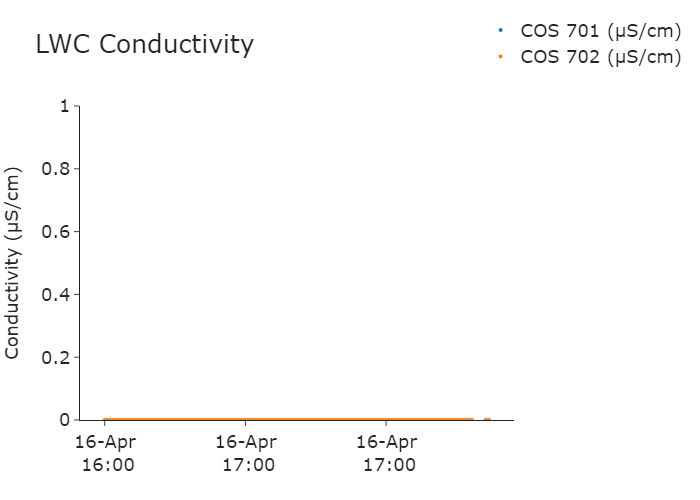 LWC Conductivity
COS 701 (μS/cm)
COS 702 (μS/cm)
Conductivity (μS/cm)
1
0.8
0.6
0.4
0.2
0
16-Apr
16:00
16-Apr
17:00
16-Apr
17:00